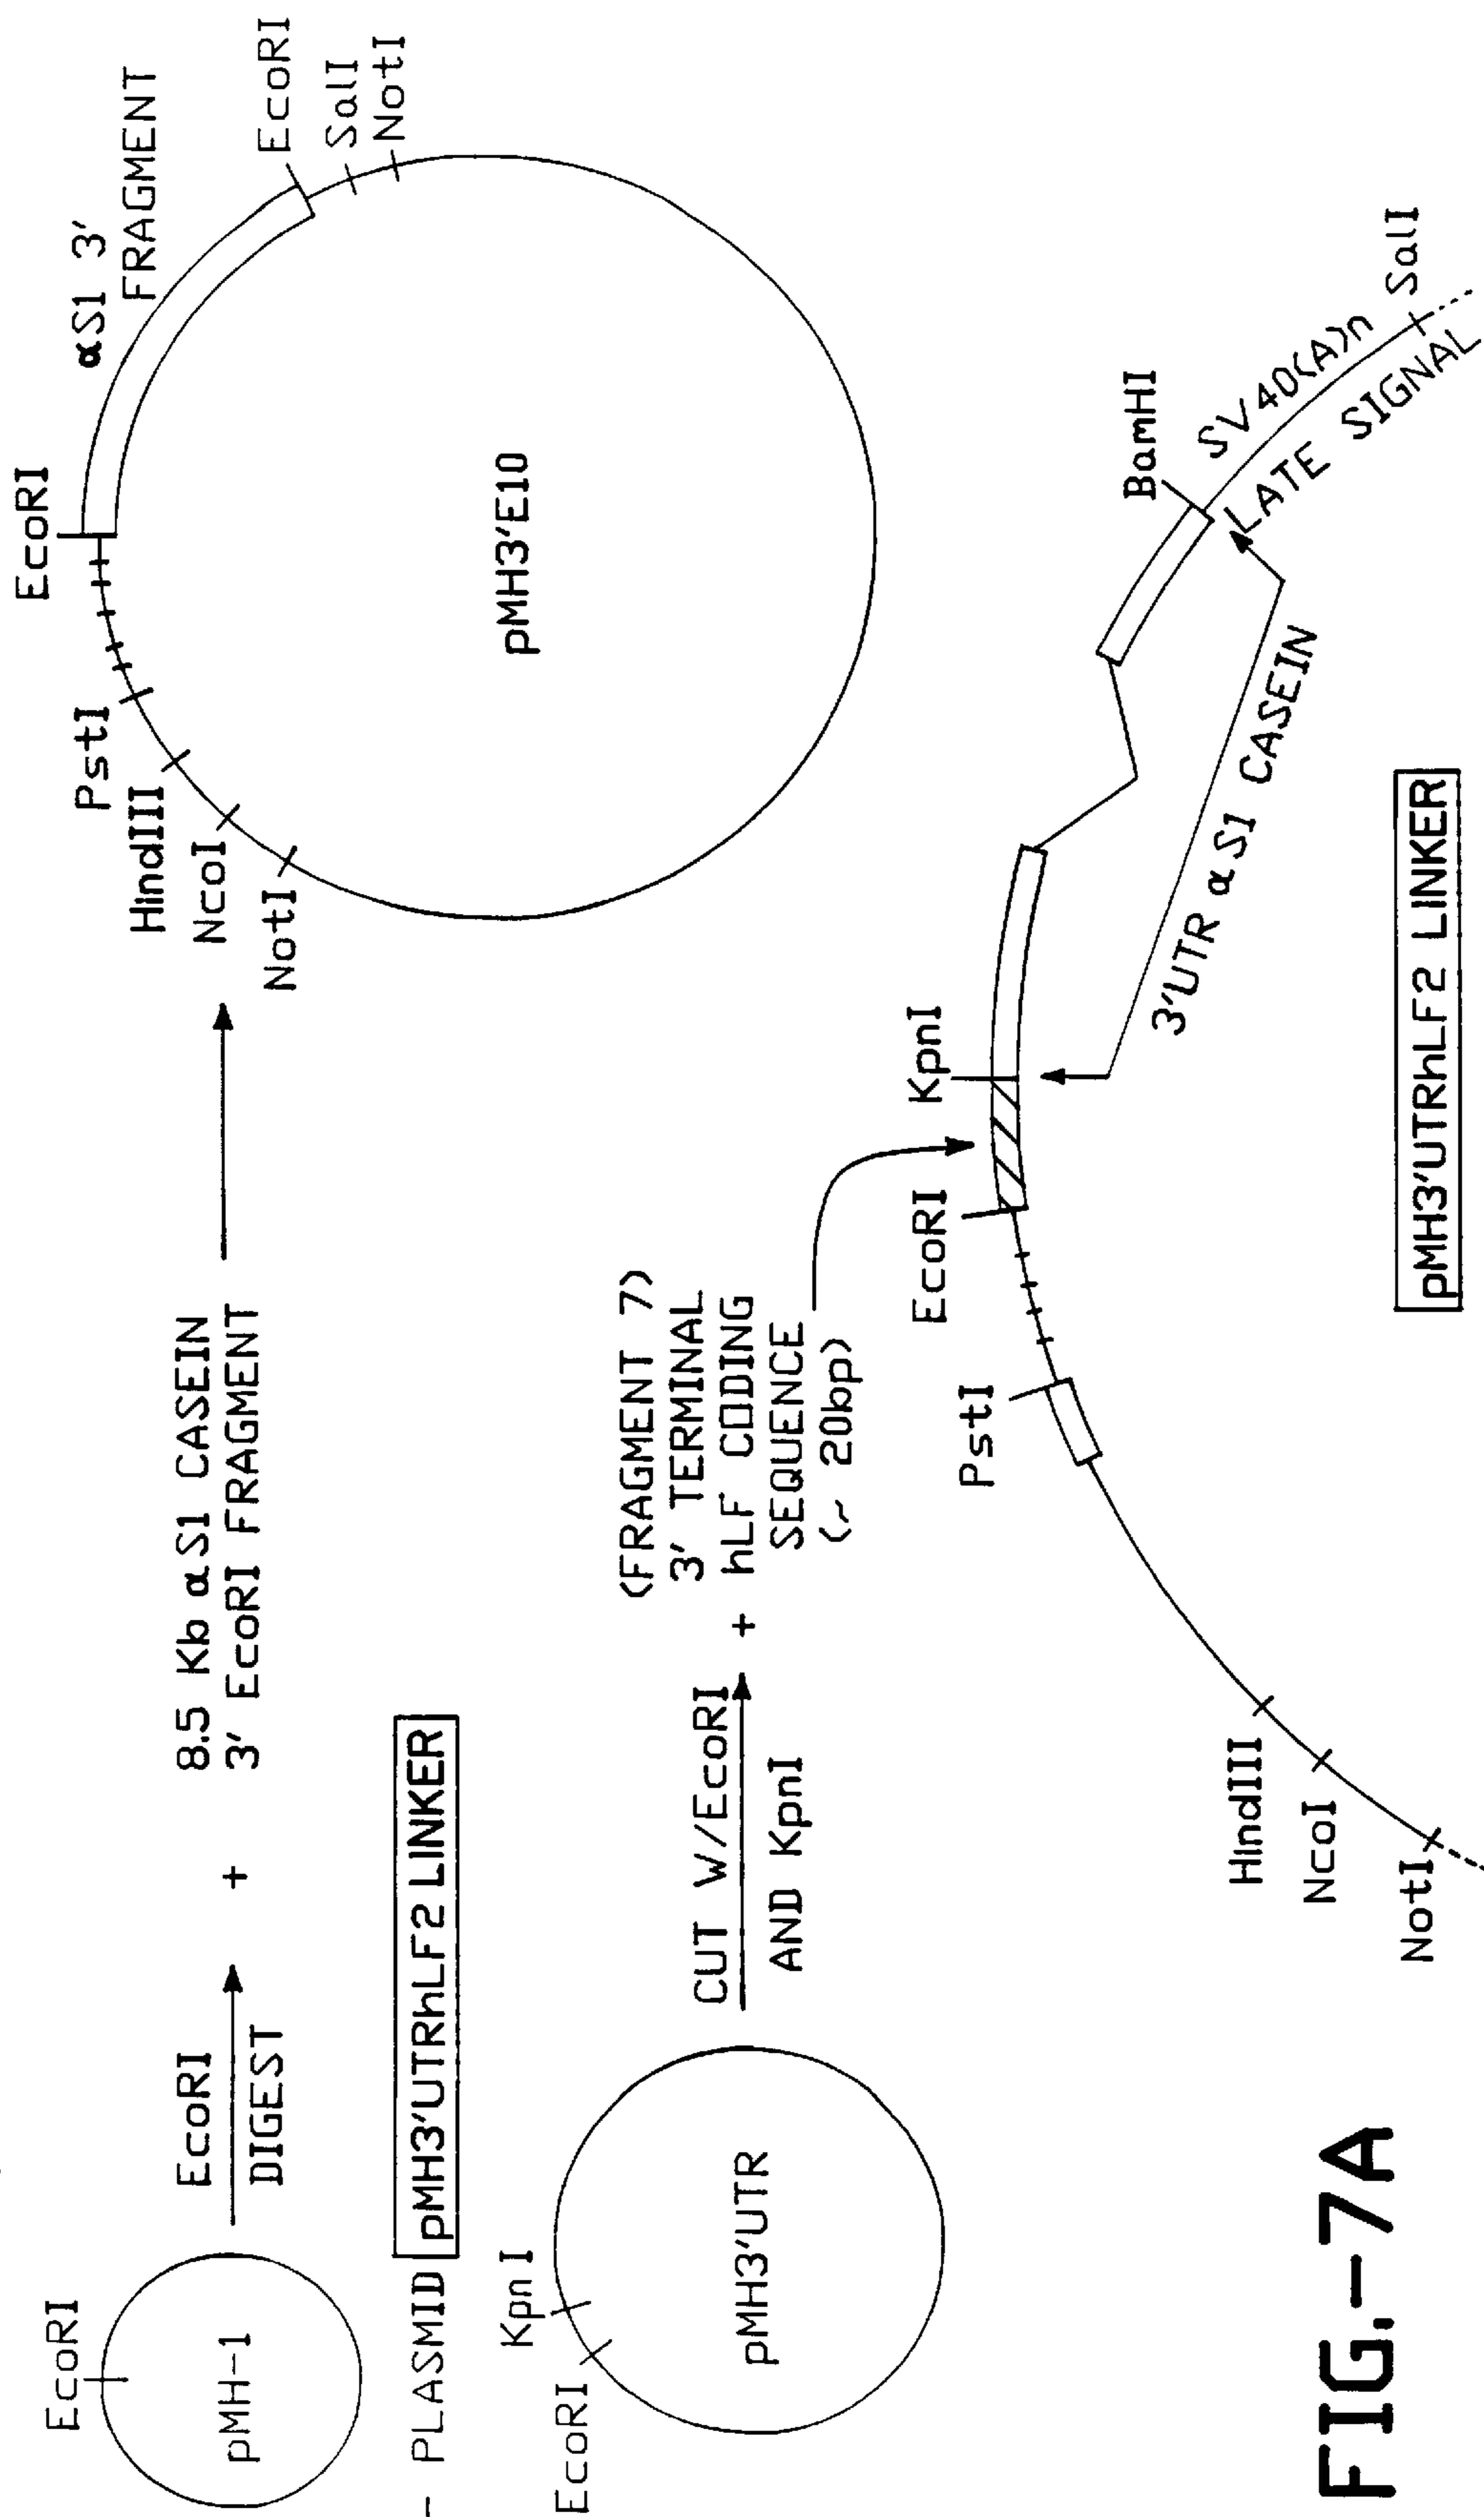 EcoRI
pMH-1
EcoRI
DIGEST
+
8.5 Kb αS1 CASEIN
3' EcoRI FRAGMENT
EcoRI
αS1 3'
FRAGMENT
EcoRI
SalI
NotI
PstI
HindIII
NcoI
NotI
pMH3'E10
- PLASMID pMH3'UTRhLF2 LINKER
KpnI
EcoRI
pMH3'UTR
CUT W/EcoRI
AND KpnI
+
(FRAGMENT 7)
3' TERMINAL
hLF CODING
SEQUENCE
(~ 20kp)
EcoRI
KpnI
PstI
HindIII
NcoI
NotI
BamHI
SV40(A)n
LATE SIGNAL
SalI
3'UTR αS1 CASEIN
pMH3'UTRhLF2 LINKER
FIG.-7A